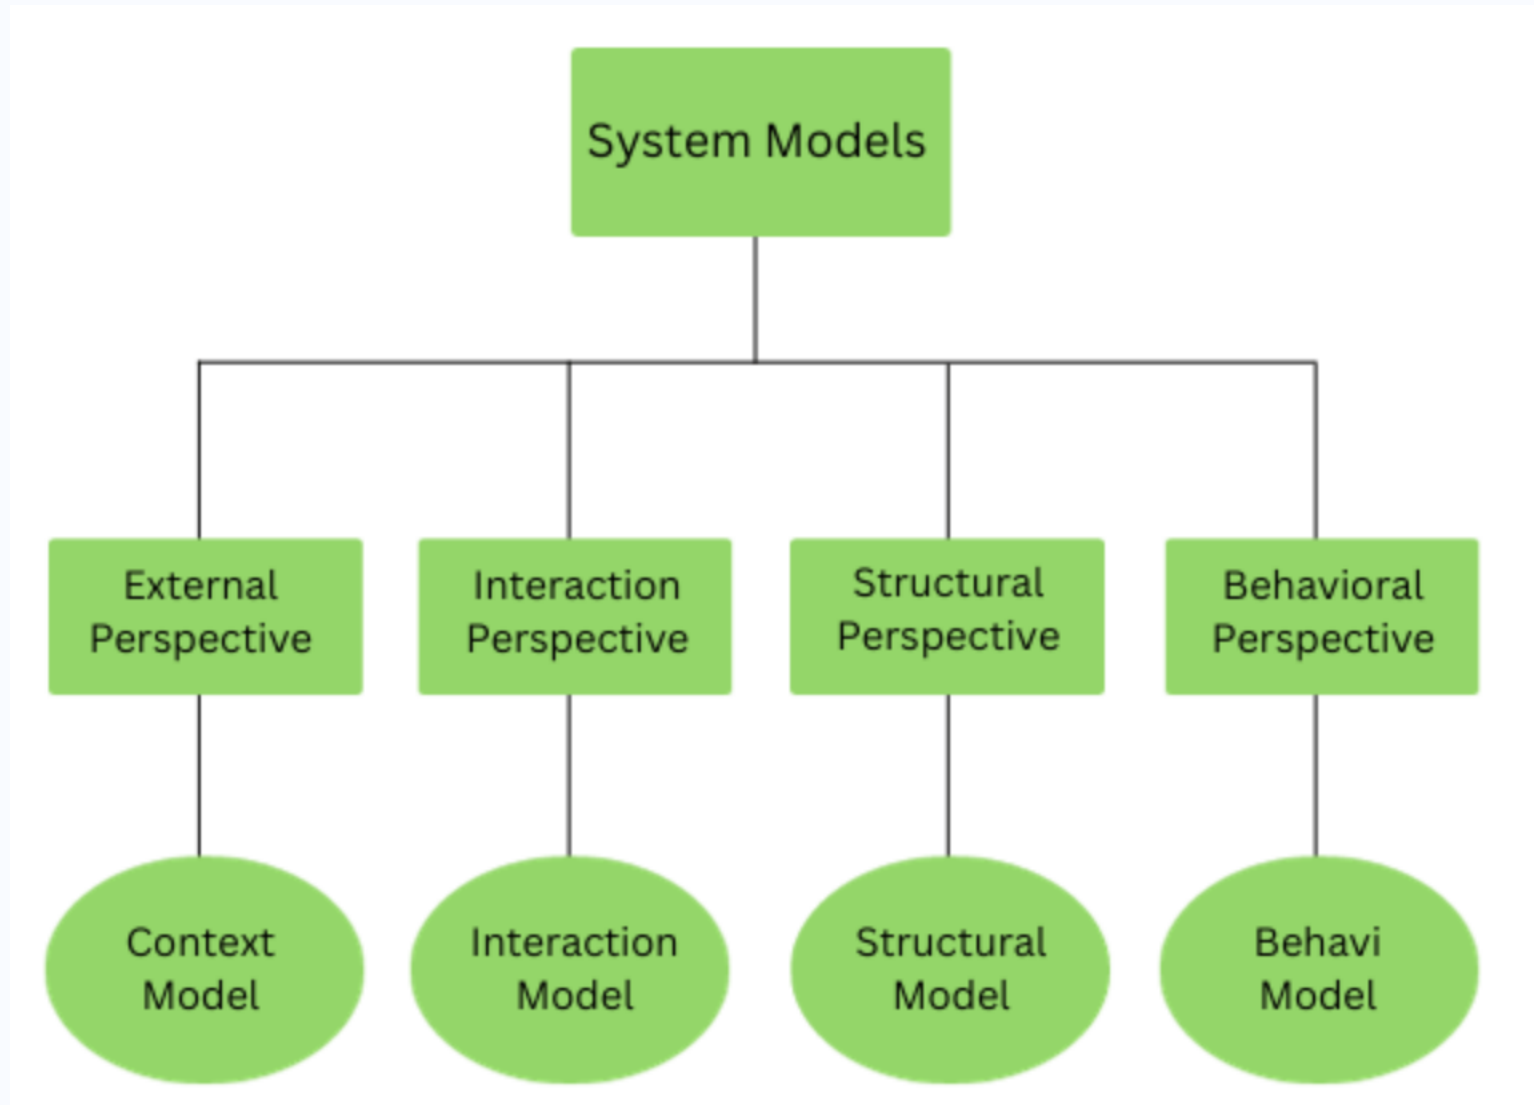 System Models
External
Perspective
Interaction
Perspective
Structural
Perspective
Behavioral
Perspective
Context
Model
Interaction
Model
Structural
Model
Behavi
Model